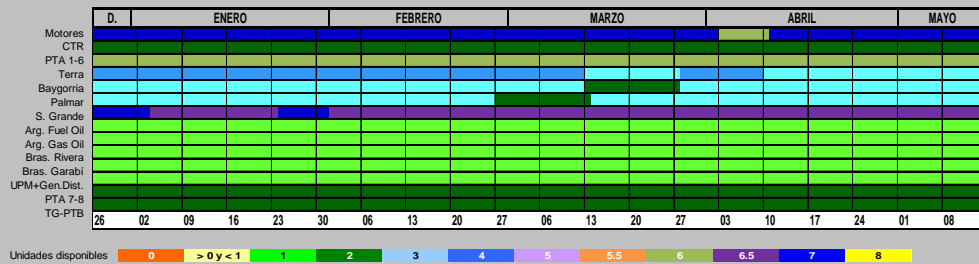 D. ENERO FEBRERO MARZO ABRIL MAYO
Motores
CTR
PTA 1-6
Terra
Baygorria
Palmar
S. Grande
Arg. Fuel Oil
Arg. Gas Oil
Bras. Rivera
Bras. Garabí
UPM+Gen.Dist.
PTA 7-8
TG-PTB
26 02 09 16 23 30 06 13 20 27 06 13 20 27 03 10 17 24 01 08
Unidades disponibles 0 > 0 y < 1 1 2 3 4 5 5.5 6 6.5 7 8